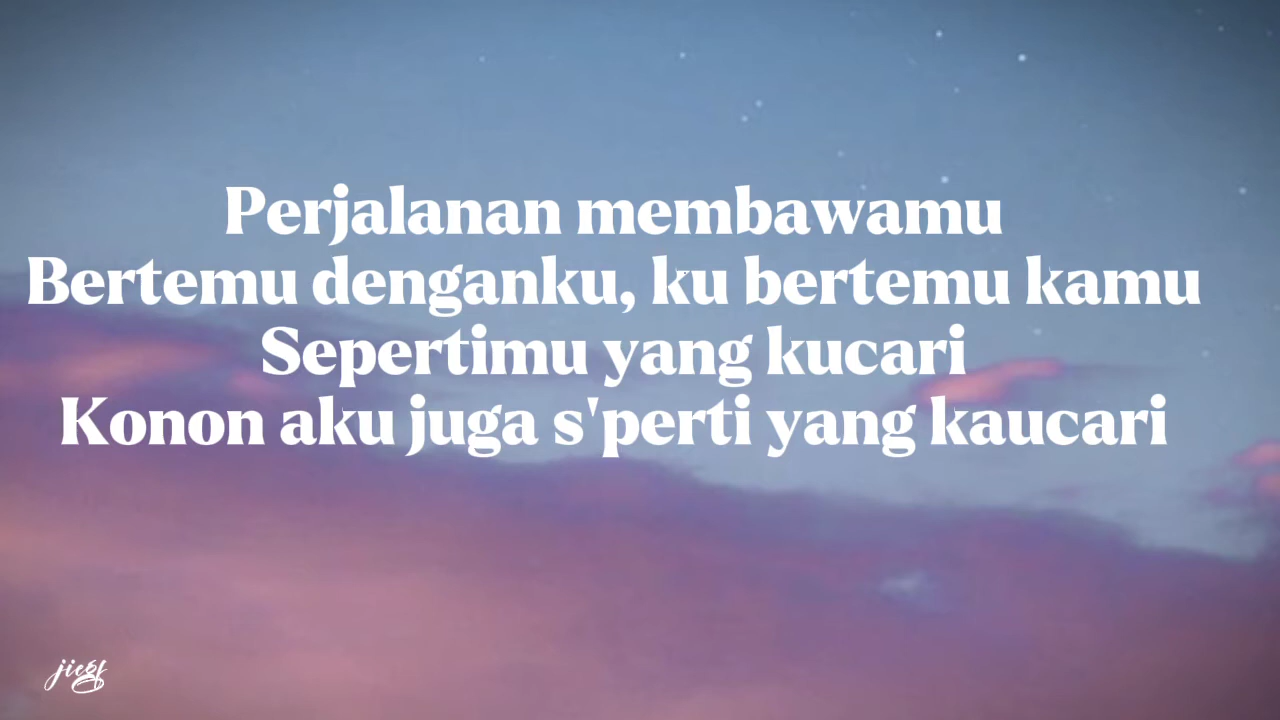 Perjalanan membawamu
Bertemu denganku, ku bertemu kamu
Sepertimu yang kucari
Konon aku juga s'perti yang kaucari